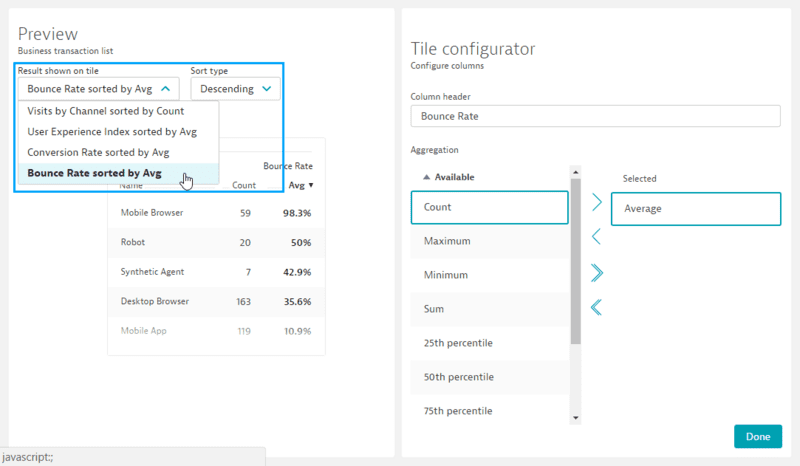 Preview
Business transaction list
Result shown on tile
Sort type
Bounce Rate sorted by Avg
Descending
Visits by Channel sorted by Count
User Experience Index sorted by Avg
Conversion Rate sorted by Avg
Bounce Rate sorted by Avg
Bounce Rate
Name Count Avg ▼
Mobile Browser 59 98.3%
Robot 20 50%
Synthetic Agent 7 42.9%
Desktop Browser 163 35.6%
Mobile App 119 10.9%
javascript:;
Tile configurator
Configure columns
Column header
Bounce Rate
Aggregation
Available
Count
Maximum
Minimum
Sum
25th percentile
50th percentile
75th percentile
Selected
Average
Done